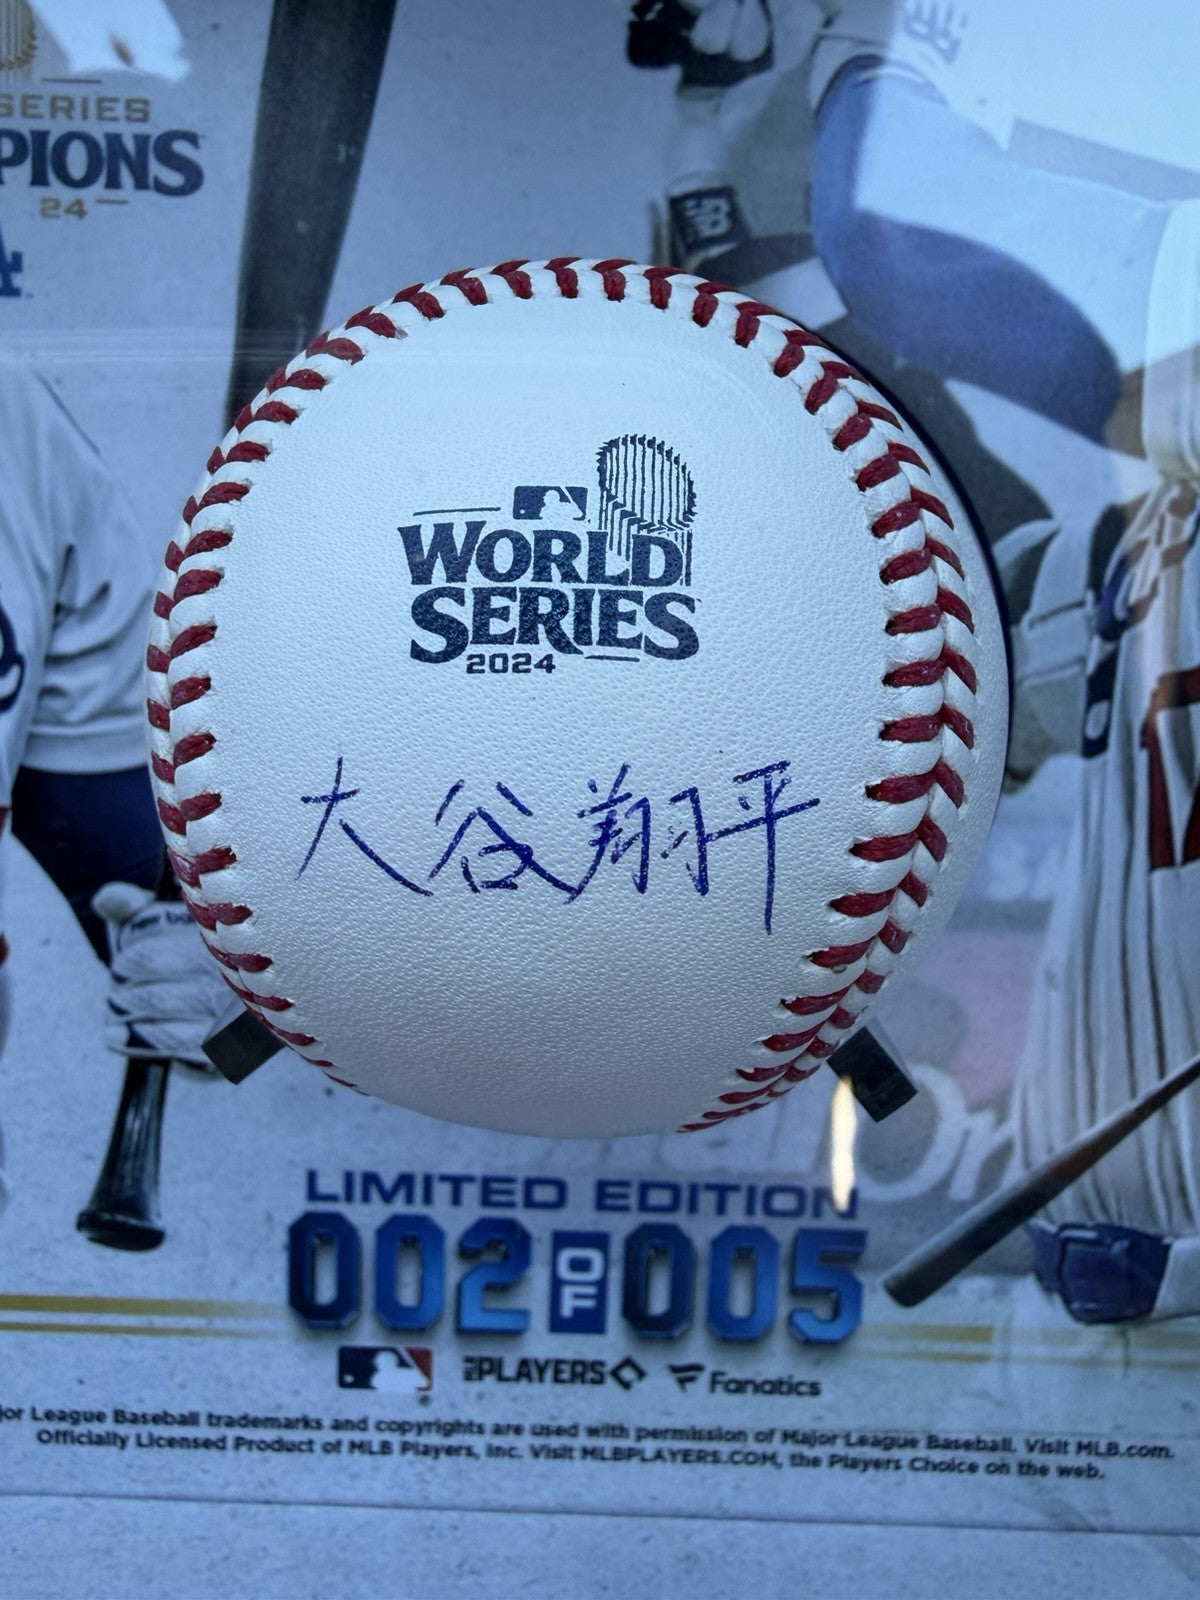 SERIES
PIONS
24
LA
WORLD
SERIES
2024
大谷翔平
LIMITED EDITION
002 OF 005
PLAYERS Fanatics
or League Baseball trademarks and copyrights are used with permission of Major League Baseball. Visit MLB.com.
Officially Licensed Product of MLB Players, Inc. Visit MLBPLAYERS.COM, the Players Choice on the web.